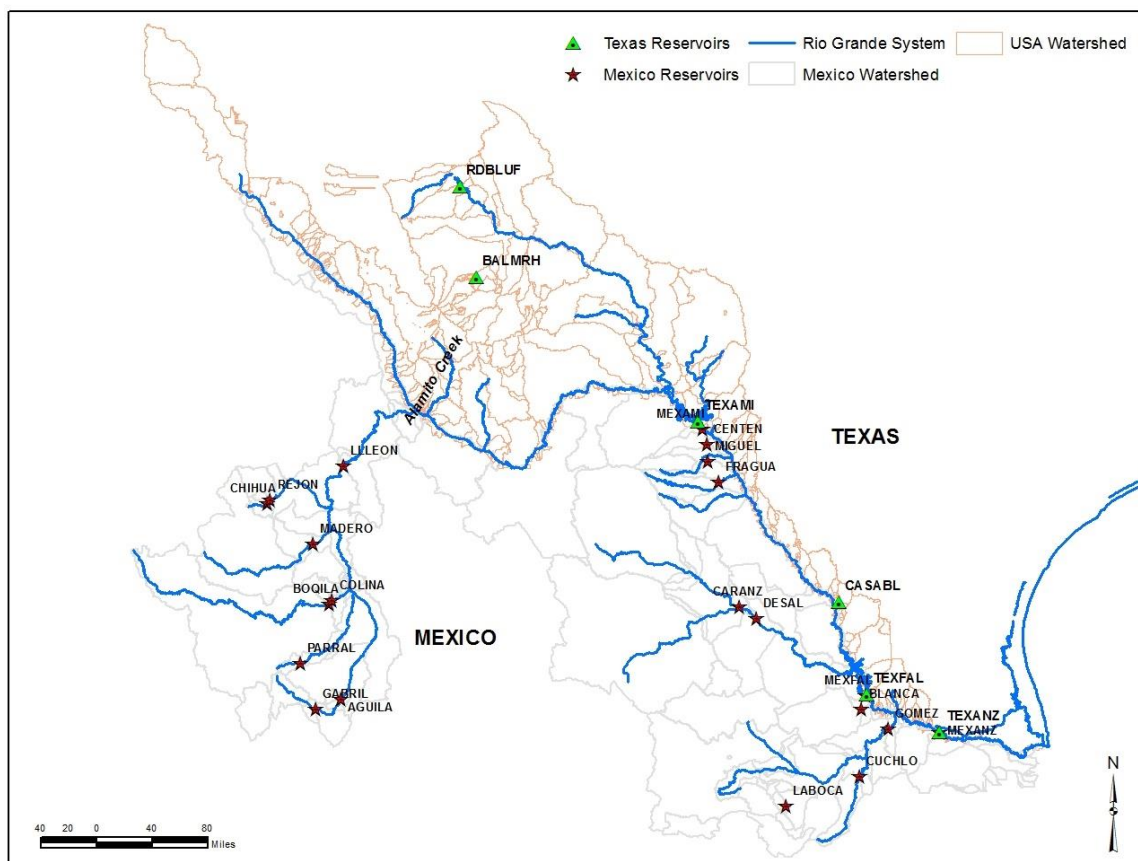 Texas Reservoirs
Rio Grande System
USA Watershed
Mexico Reservoirs
Mexico Watershed
RDBLUF
BALMRH
Alamito Creek
TEXAMI
MEXAMI
CENTEN
MIGUEL
FRAGUA
TEXAS
LLLEON
CHIHUA
REJON
MADERO
BOQILA
COLINA
PARRAL
GABRIL
AGUILA
MEXICO
CARANZ
DESAL
CASABL
MEXFAL
TEXFAL
BLANCA
GOMEZ
TEXANZ
MEXANZ
CUCHLO
LABOCA
N
40 20 0 40 80
Miles